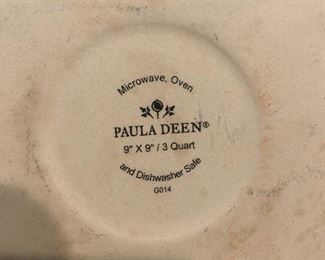 Microwave, Oven
PAULA DEEN®
9" X 9" / 3 Quart
and Dishwasher Safe
G014